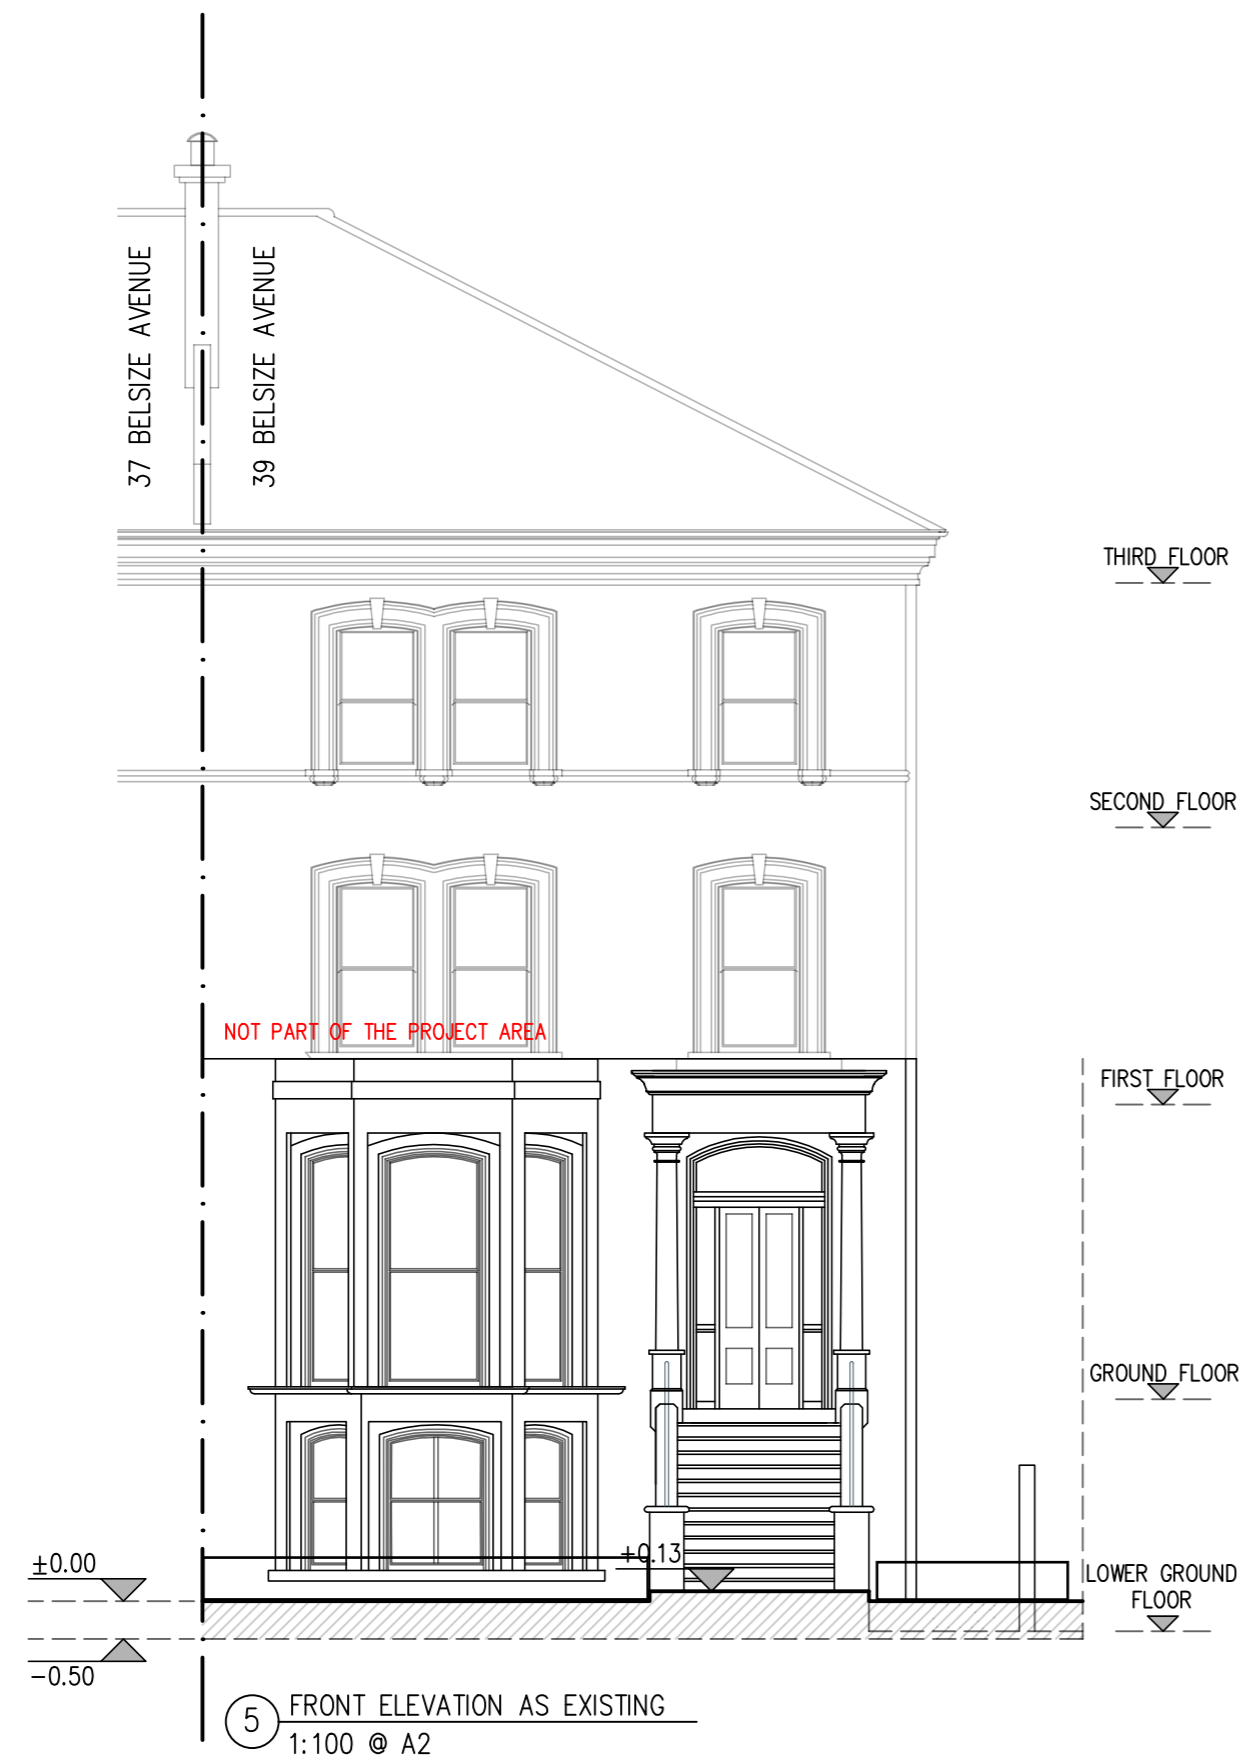 37 BELSIZE AVENUE
39 BELSIZE AVENUE
THIRD FLOOR
SECOND FLOOR
NOT PART OF THE PROJECT AREA
FIRST FLOOR
GROUND FLOOR
±0.00
+0.13
LOWER GROUND
FLOOR
-0.50
5
FRONT ELEVATION AS EXISTING
1:100 @ A2